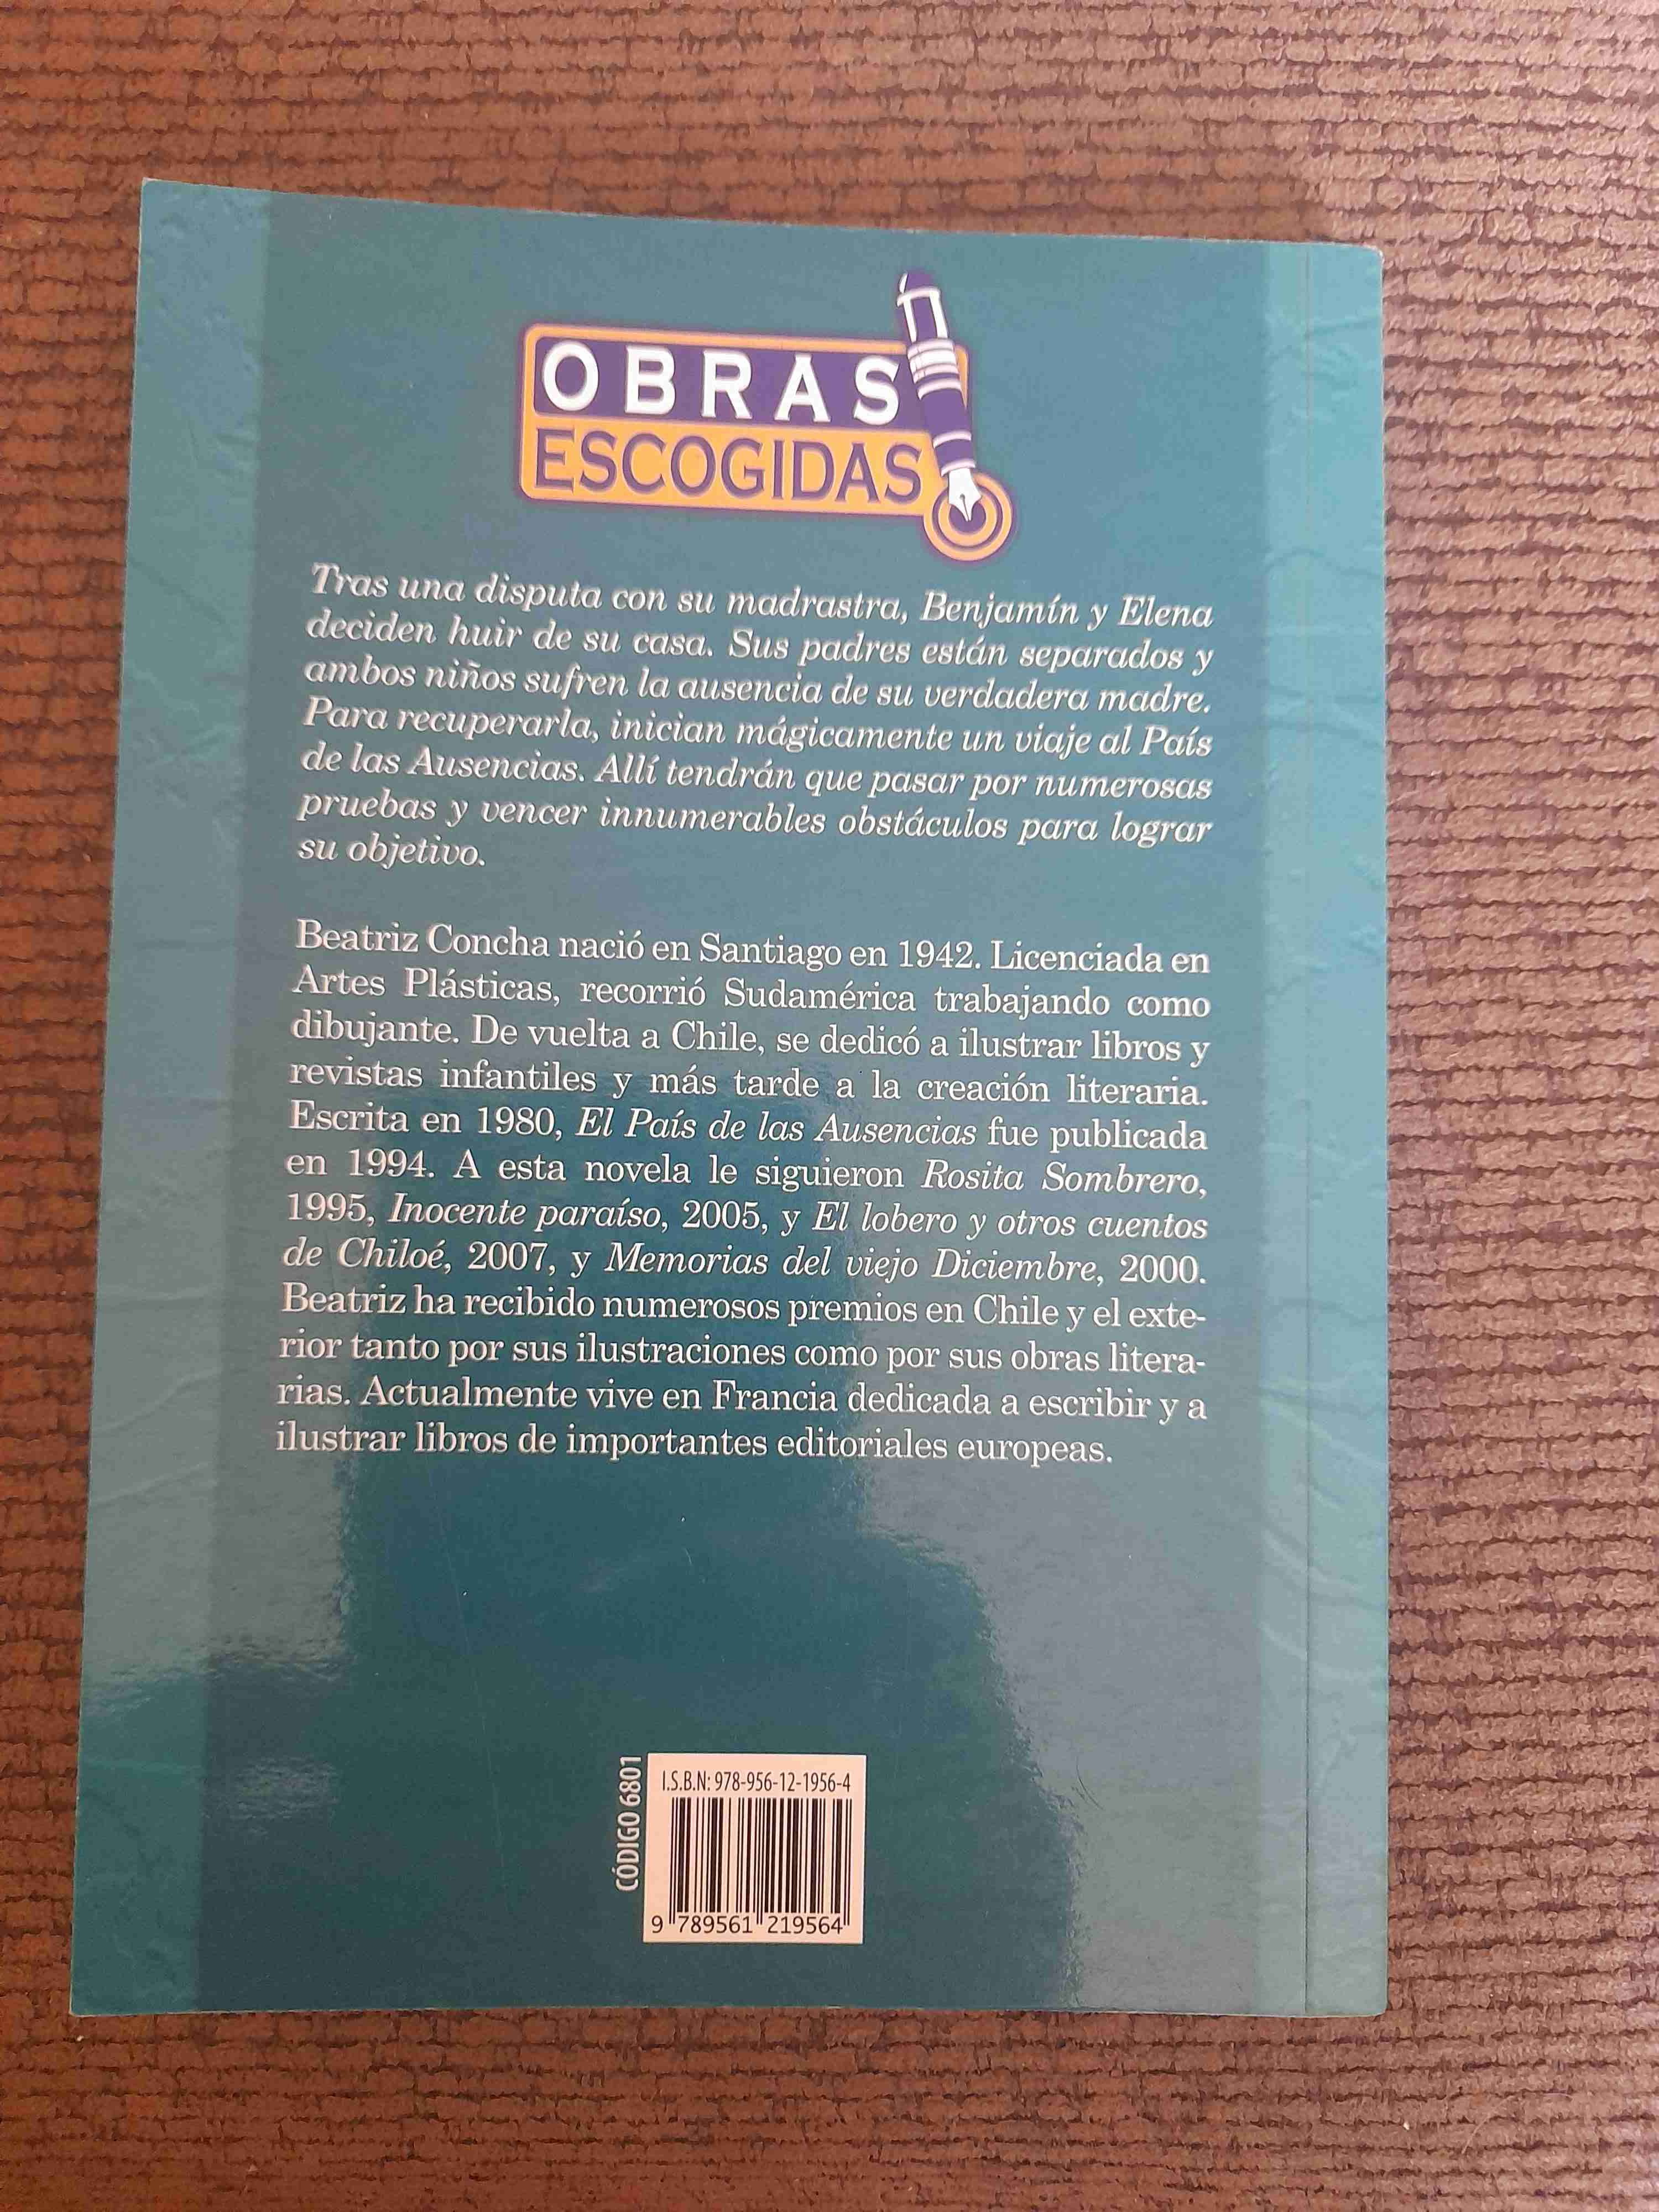 OBRAS
ESCOGIDAS
Tras una disputa con su madrastra, Benjamín y Elena
deciden huir de su casa. Sus padres están separados y
ambos niños sufren la ausencia de su verdadera madre.
Para recuperarla, inician mágicamente un viaje al País
de las Ausencias. Allí tendrán que pasar por numerosas
pruebas y vencer innumerables obstáculos para lograr
su objetivo.
Beatriz Concha nació en Santiago en 1942. Licenciada en
Artes Plásticas, recorrió Sudamérica trabajando como
dibujante. De vuelta a Chile, se dedicó a ilustrar libros y
revistas infantiles y más tarde a la creación literaria.
Escrita en 1980, El País de las Ausencias fue publicada
en 1994. A esta novela le siguieron Rosita Sombrero,
1995, Inocente paraíso, 2005, y El lobero y otros cuentos
de Chiloé, 2007, y Memorias del viejo Diciembre, 2000.
Beatriz ha recibido numerosos premios en Chile y el exte-
rior tanto por sus ilustraciones como por sus obras litera-
rias. Actualmente vive en Francia dedicada a escribir y a
ilustrar libros de importantes editoriales europeas.
CÓDIGO 6801
I.S.B.N: 978-956-12-1956-4
9 789561 219564